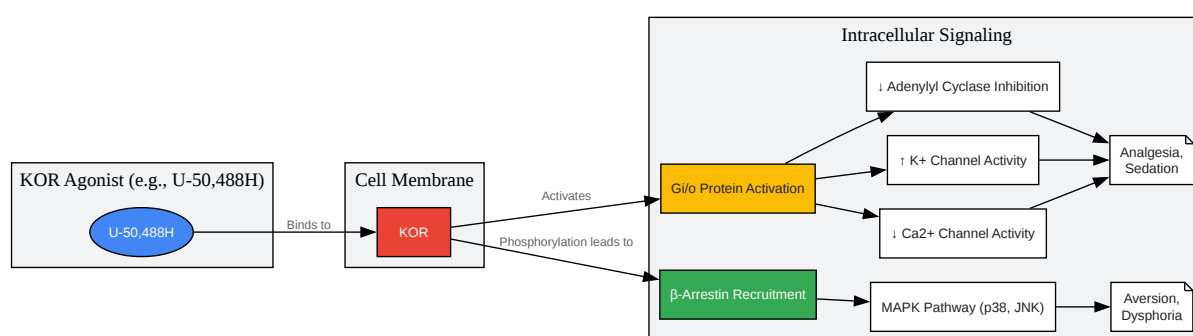 KOR Agonist (e.g., U-50,488H)
U-50,488H
Binds to
Cell Membrane
KOR
Activates
Phosphorylation leads to
Intracellular Signaling
Gi/o Protein Activation
↓ Adenylyl Cyclase Inhibition
↑ K+ Channel Activity
↓ Ca2+ Channel Activity
Analgesia,
Sedation
β-Arrestin Recruitment
MAPK Pathway (p38, JNK)
Aversion,
Dysphoria